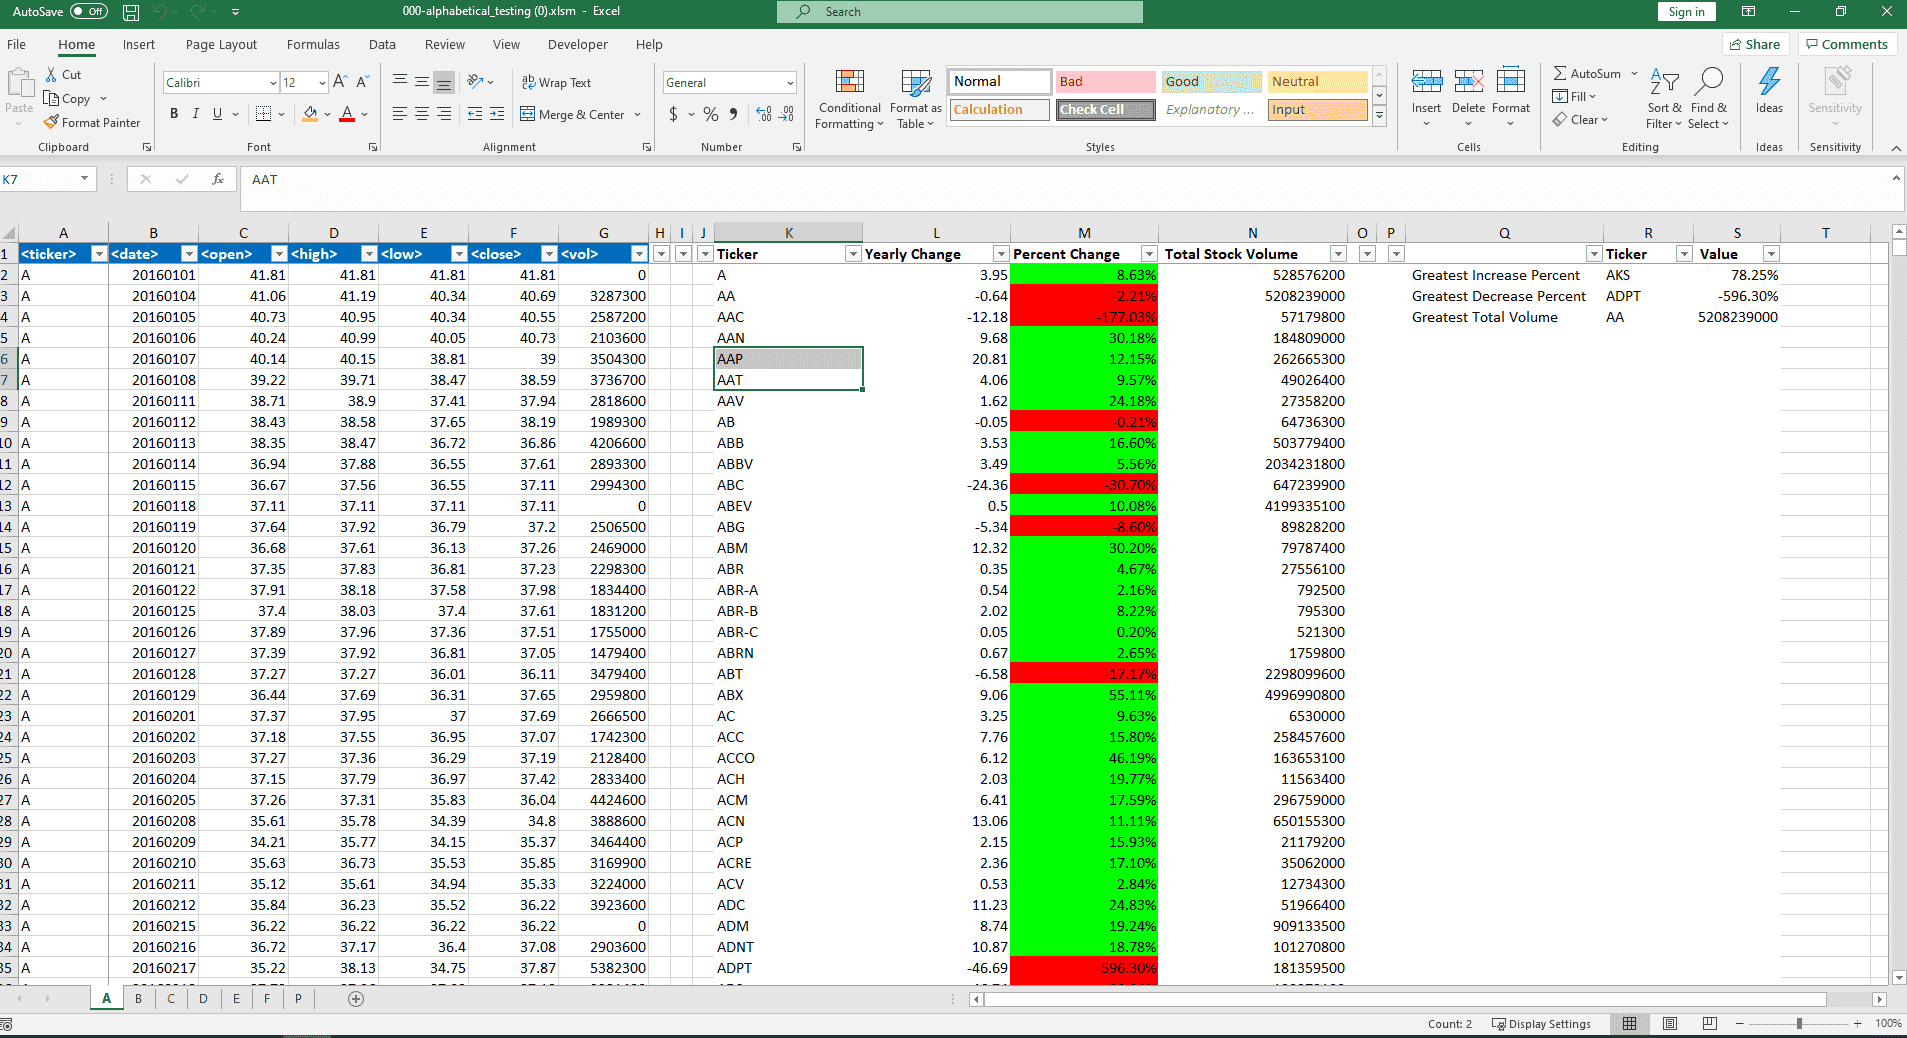 AutoSave Off 000-alphabetical_testing (0).xlsm - Excel Search Sign in
File Home Insert Page Layout Formulas Data Review View Developer Help Share Comments
Paste Cut Copy Format Painter Clipboard
Calibri 12 B I U A Font
Wrap Text Merge & Center Alignment
General $ % Number
Conditional Formatting Format as Table
Normal Bad Good Neutral
Calculation Check Cell Explanatory ... Input
Styles
Insert Delete Format Cells
AutoSum Fill Clear Sort & Filter Find & Select Editing
Ideas Ideas
Sensitivity Sensitivity
K7 fx AAT
A B C D E F G H I J K L M N O P Q R S T
1 <ticker> <date> <open> <high> <low> <close> <vol> Ticker Yearly Change Percent Change Total Stock Volume Ticker Value
2 A 20160101 41.81 41.81 41.81 41.81 0 A 3.95 8.63% 528576200 Greatest Increase Percent AKS 78.25%
3 A 20160104 41.06 41.19 40.34 40.69 3287300 AA -0.64 -2.21% 5208239000 Greatest Decrease Percent ADPT -596.30%
4 A 20160105 40.73 40.95 40.34 40.55 2587200 AAC -12.18 -177.03% 57179800 Greatest Total Volume AA 5208239000
5 A 20160106 40.24 40.99 40.05 40.73 2103600 AAN 9.68 30.18% 184809000
6 A 20160107 40.14 40.15 38.81 39 3504300 AAP 20.81 12.15% 262665300
7 A 20160108 39.22 39.71 38.47 38.59 3736700 AAT 4.06 9.57% 49026400
8 A 20160111 38.71 38.9 37.41 37.94 2818600 AAV 1.62 24.18% 27358200
9 A 20160112 38.43 38.58 37.65 38.19 1989300 AB -0.05 -0.21% 64736300
10 A 20160113 38.35 38.47 36.72 36.86 4206600 ABB 3.53 16.60% 503779400
11 A 20160114 36.94 37.88 36.55 37.61 2893300 ABBV 3.49 5.56% 2034231800
12 A 20160115 36.67 37.56 36.55 37.11 2994300 ABC -24.36 -30.70% 647239900
13 A 20160118 37.11 37.11 37.11 37.11 0 ABEV 0.5 10.08% 4199335100
14 A 20160119 37.64 37.92 36.79 37.2 2506500 ABG -5.34 -8.60% 89828200
15 A 20160120 36.68 37.61 36.13 37.26 2469000 ABM 12.32 30.20% 79787400
16 A 20160121 37.35 37.83 36.81 37.23 2298300 ABR 0.35 4.67% 27556100
17 A 20160122 37.91 38.18 37.58 37.98 1834400 ABR-A 0.54 2.16% 792500
18 A 20160125 37.4 38.03 37.4 37.61 1831200 ABR-B 2.02 8.22% 795300
19 A 20160126 37.89 37.96 37.36 37.51 1755000 ABR-C 0.05 0.20% 521300
20 A 20160127 37.39 37.92 36.81 37.05 1479400 ABRN 0.67 2.65% 1759800
21 A 20160128 37.27 37.27 36.01 36.11 3479400 ABT -6.58 -17.17% 2298099600
22 A 20160129 36.44 37.69 36.31 37.65 2959800 ABX 9.06 55.11% 4996990800
23 A 20160201 37.37 37.95 37 37.69 2666500 AC 3.25 9.63% 6530000
24 A 20160202 37.18 37.55 36.95 37.07 1742300 ACC 7.76 15.80% 258457600
25 A 20160203 37.27 37.36 36.29 37.19 2128400 ACCO 6.12 46.19% 163653100
26 A 20160204 37.15 37.79 36.97 37.42 2833400 ACH 2.03 19.77% 11563400
27 A 20160205 37.26 37.31 35.83 36.04 4424600 ACM 6.41 17.59% 296759000
28 A 20160208 35.61 35.78 34.39 34.8 3888600 ACN 13.06 11.11% 650155300
29 A 20160209 34.21 35.77 34.15 35.37 3464400 ACP 2.15 15.93% 21179200
30 A 20160210 35.63 36.73 35.53 35.85 3169900 ACRE 2.36 17.10% 35062000
31 A 20160211 35.12 35.61 34.94 35.33 3224000 ACV 0.53 2.84% 12734300
32 A 20160212 35.84 36.23 35.52 36.22 3923600 ADC 11.23 24.83% 51966400
33 A 20160215 36.22 36.22 36.22 36.22 0 ADM 8.74 19.24% 909133500
34 A 20160216 36.72 37.17 36.4 37.08 2903600 ADNT 10.87 18.78% 101270800
35 A 20160217 35.22 38.13 34.75 37.87 5382300 ADPT -46.69 -596.30% 181359500
A B C D E F P
Count: 2 Display Settings 100%